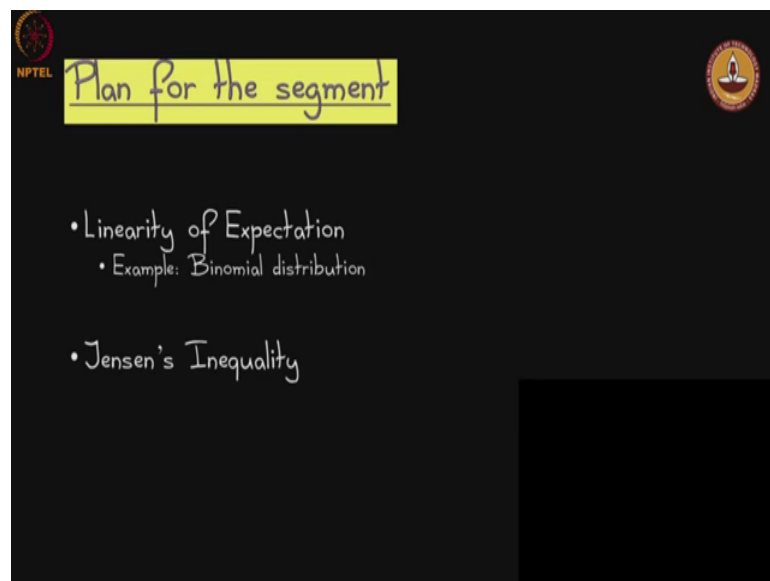 NPTEL
Plan for the segment
• Linearity of Expectation
• Example: Binomial distribution
• Jensen's Inequality